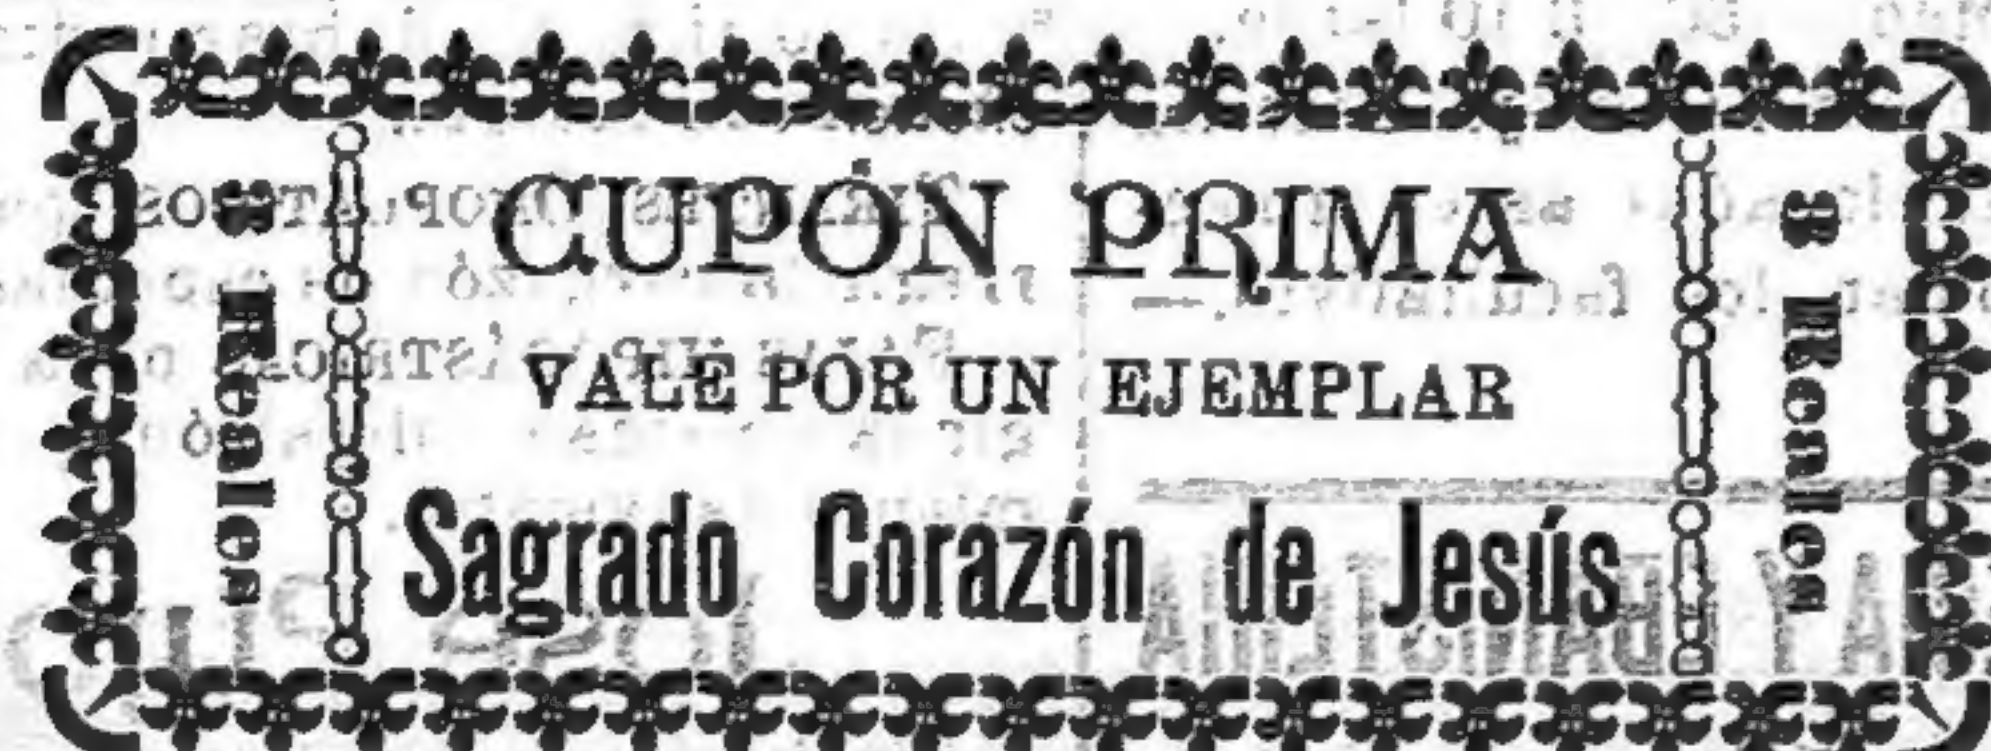 Reales
CUPÓN PRIMA
VALE POR UN EJEMPLAR
Sagrado Corazón de Jesús
Reales